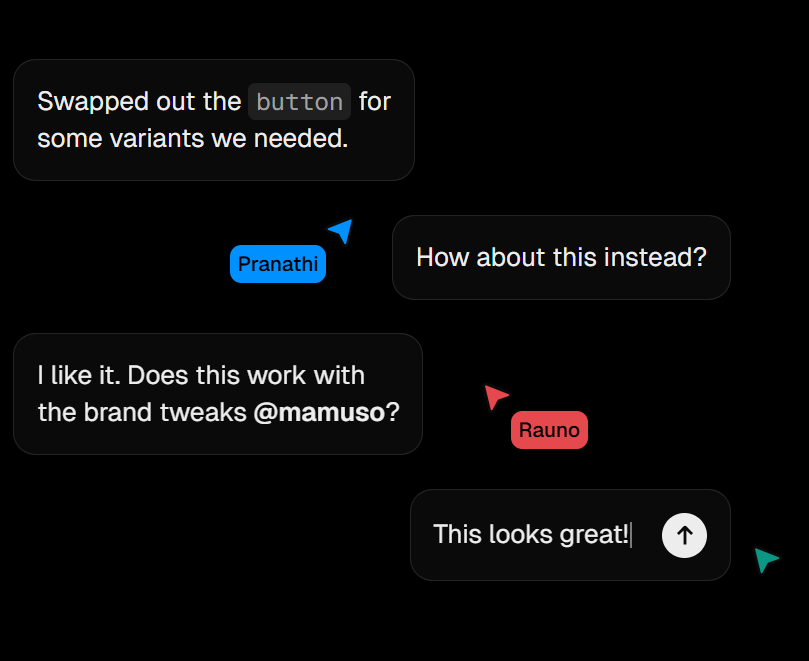 Swapped out the button for
some variants we needed.
Pranathi
How about this instead?
I like it. Does this work with
the brand tweaks @mamuso?
Rauno
This looks great!